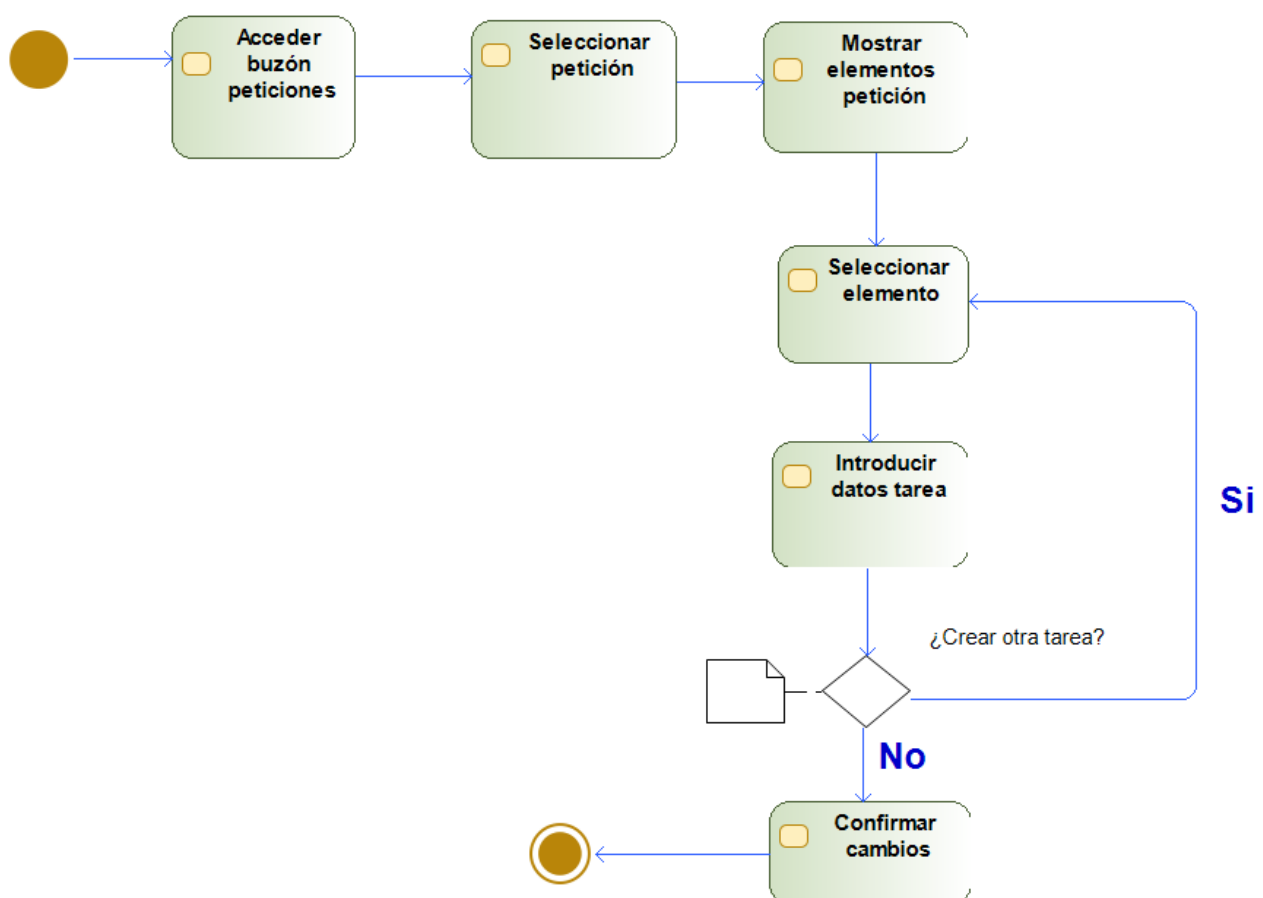 Acceder
buzón
peticiones
Seleccionar
petición
Mostrar
elementos
petición
Seleccionar
elemento
Introducir
datos tarea
Si
¿Crear otra tarea?
No
Confirmar
cambios